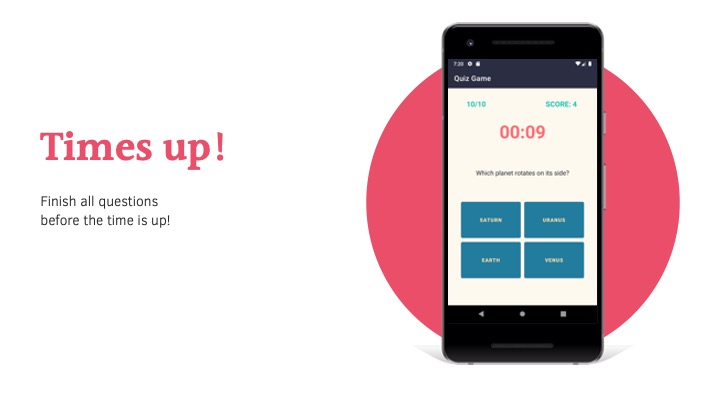 Times up!
Finish all questions
before the time is up!
7:20
Quiz Game
10/10 SCORE: 4
00:09
Which planet rotates on its side?
SATURN URANUS
EARTH VENUS